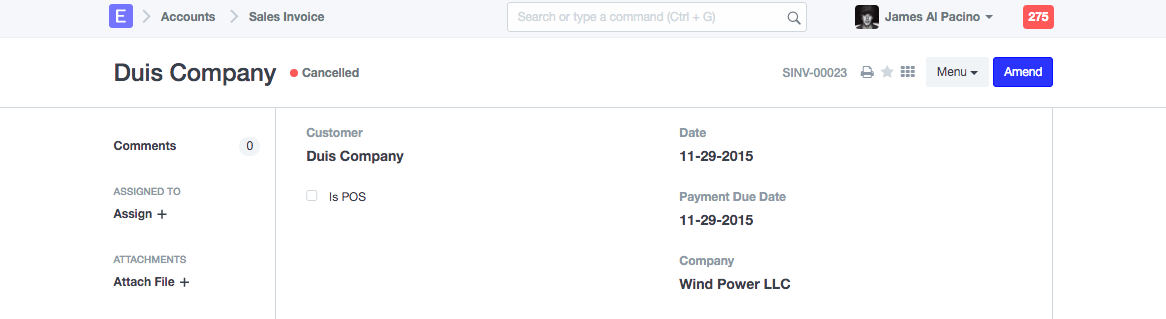 E Accounts Sales Invoice Search or type a command (Ctrl + G) James Al Pacino 275
Duis Company Cancelled SINV-00023 Menu Amend
Comments 0
ASSIGNED TO
Assign +
ATTACHMENTS
Attach File +
Customer
Duis Company
Is POS
Date
11-29-2015
Payment Due Date
11-29-2015
Company
Wind Power LLC